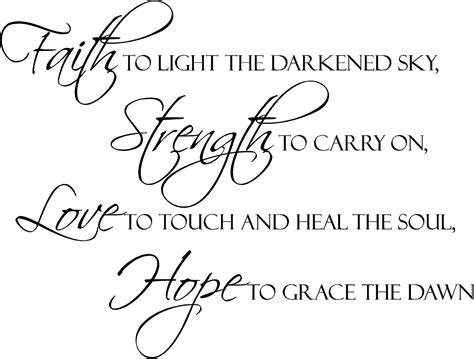 Faith TO LIGHT THE DARKENED SKY,
Strength TO CARRY ON,
Love TO TOUCH AND HEAL THE SOUL,
Hope TO GRACE THE DAWN